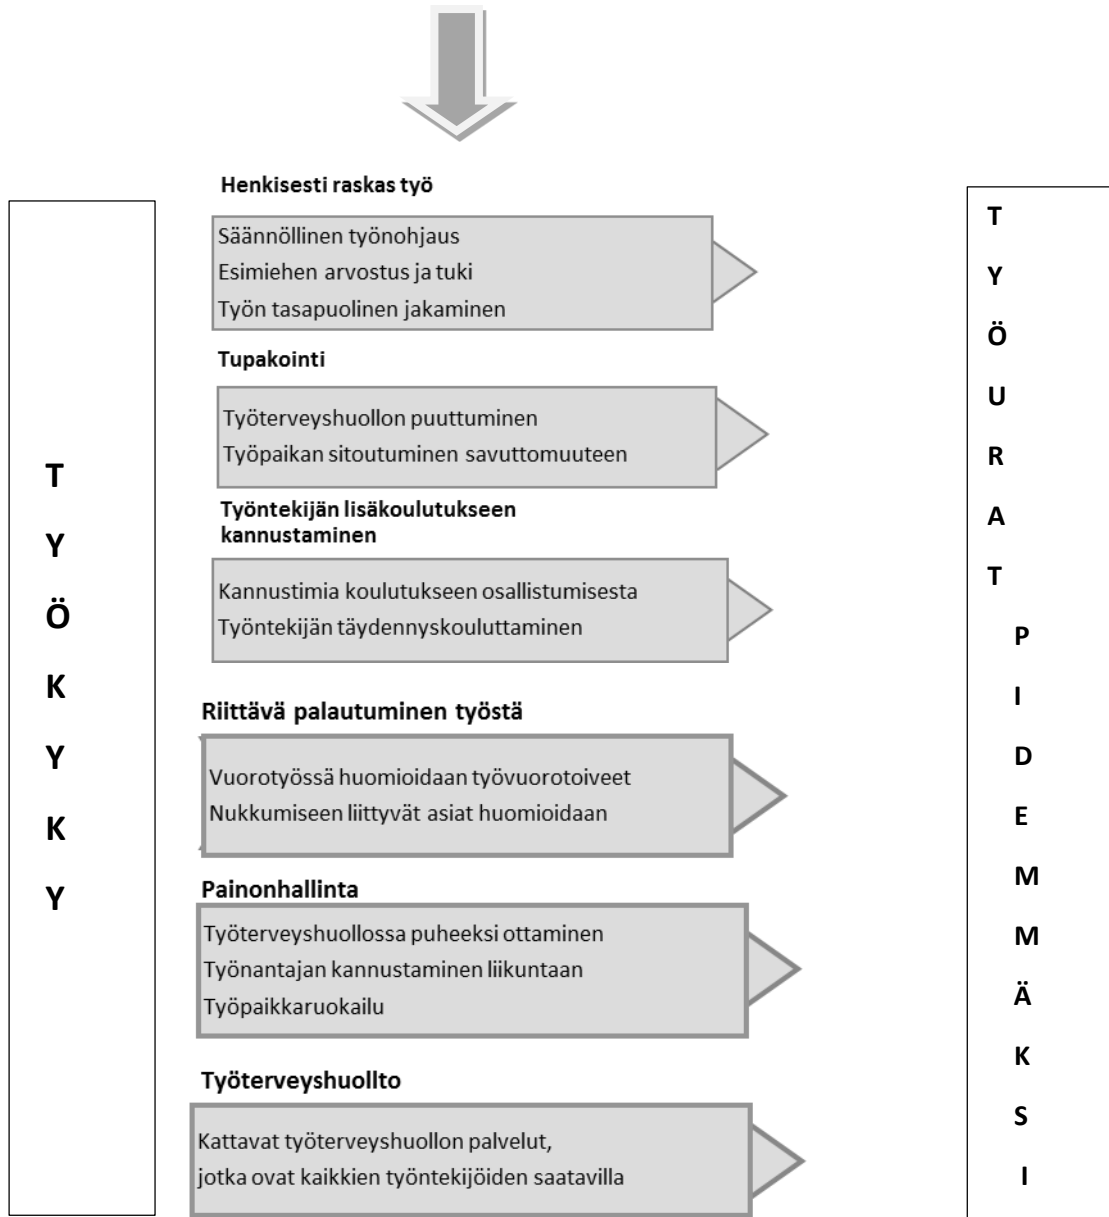 Henkisesti raskas työ
Säännöllinen työnohjaus
Esimiehen arvostus ja tuki
Työn tasapuolinen jakaminen
Tupakointi
Työterveyshuollon puuttuminen
Työpaikan sitoutuminen savuttomuuteen
Työntekijän lisäkoulutukseen
kannustaminen
Kannustimia koulutukseen osallistumisesta
Työntekijän täydennyskouluttaminen
Riittävä palautuminen työstä
Vuorotyössä huomioidaan työvuorotoiveet
Nukkumiseen liittyvät asiat huomioidaan
Painonhallinta
Työterveyshuollossa puheeksi ottaminen
Työnantajan kannustaminen liikuntaan
Työpaikkaruokailu
Työterveyshuollto
Kattavat työterveyshuollon palvelut,
jotka ovat kaikkien työntekijöiden saatavilla
T
Y
Ö
K
Y
K
Y
T
Y
Ö
U
R
A
T
P
I
D
E
M
M
Ä
K
S
I